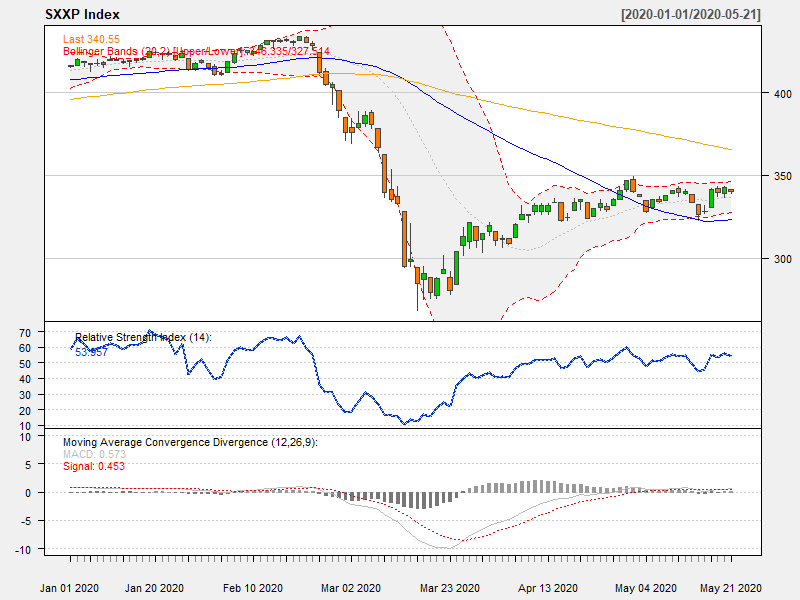 SXXP Index [2020-01-01/2020-05-21]
Last 340.55
Bollinger Bands (20,2) [Upper/Lower]: 346.335/327.514
400
350
300
Relative Strength Index (14):
53.957
70
60
50
40
30
20
10
Moving Average Convergence Divergence (12,26,9):
MACD: 0.573
Signal: 0.453
10
5
0
-5
-10
Jan 01 2020 Jan 20 2020 Feb 10 2020 Mar 02 2020 Mar 23 2020 Apr 13 2020 May 04 2020 May 21 2020